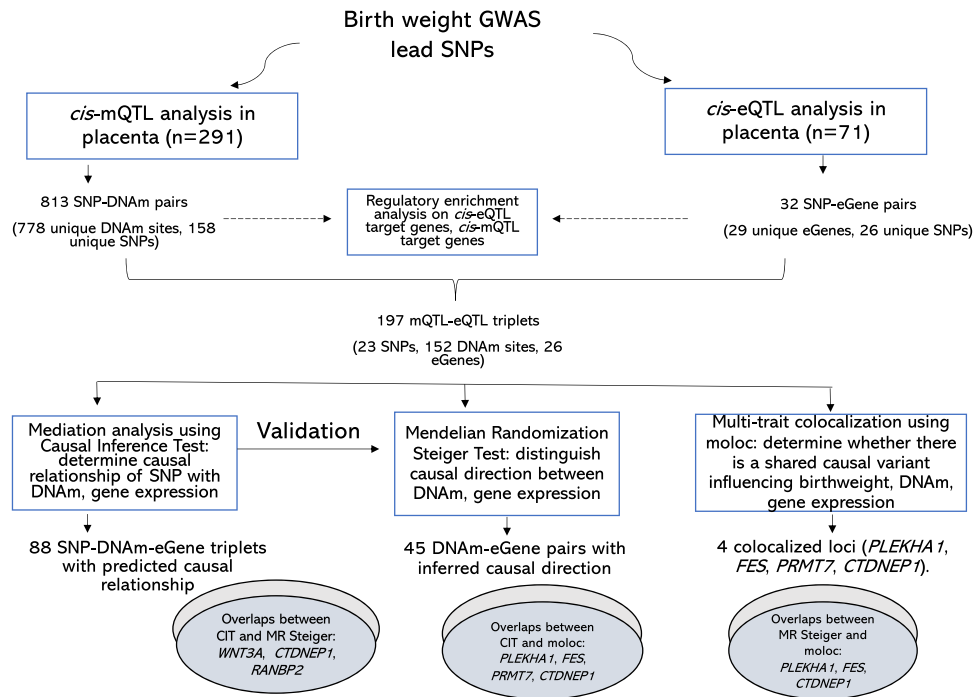 Birth weight GWAS
lead SNPs
cis-mQTL analysis in
placenta (n=291)
cis-eQTL analysis in
placenta (n=71)
813 SNP-DNAm pairs
(778 unique DNAm sites, 158
unique SNPs)
Regulatory enrichment
analysis on cis-eQTL
target genes, cis-mQTL
target genes
32 SNP-eGene pairs
(29 unique eGenes, 26 unique SNPs)
197 mQTL-eQTL triplets
(23 SNPs, 152 DNAm sites, 26
eGenes)
Mediation analysis using
Causal Inference Test:
determine causal
relationship of SNP with
DNAm, gene expression
Validation
Mendelian Randomization
Steiger Test: distinguish
causal direction between
DNAm, gene expression
Multi-trait colocalization using
moloc: determine whether there
is a shared causal variant
influencing birthweight, DNAm,
gene expression
88 SNP-DNAm-eGene triplets
with predicted causal
relationship
45 DNAm-eGene pairs with
inferred causal direction
4 colocalized loci (PLEKHA1,
FES, PRMT7, CTDNEP1).
Overlaps between
CIT and MR Steiger:
WNT3A, CTDNEP1,
RANBP2
Overlaps between
CIT and moloc:
PLEKHA1, FES,
PRMT7, CTDNEP1
Overlaps between
MR Steiger and
moloc:
PLEKHA1, FES,
CTDNEP1